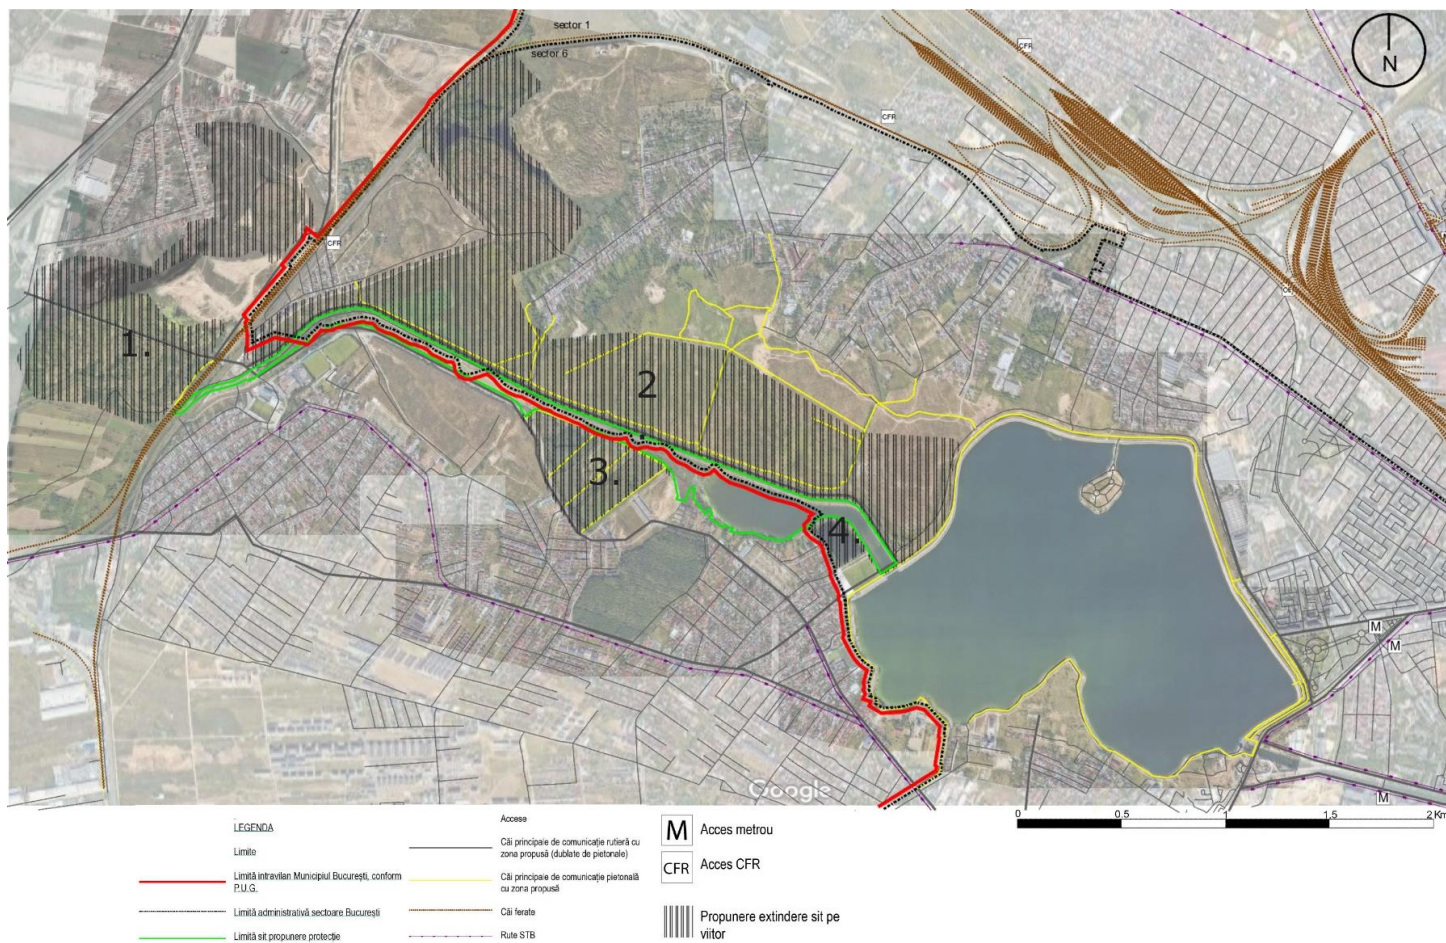 sector 1
sector 6
N
CFR
CFR
CFR
1.
2
3.
4.
M
M
M
Google
0 0.5 1 1.5 2 Km
LEGENDA
Limite
Limită intravilan Municipiul București, conform
P.U.G.
Limită administrativă sectoare București
Limită sit propunere protecție
Accese
Căi principale de comunicație rutieră cu
zona propusă (dublate de pietonale)
Căi principale de comunicație pietonală
cu zona propusă
Căi ferate
Rute STB
M Acces metrou
CFR Acces CFR
Propunere extindere sit pe
viitor